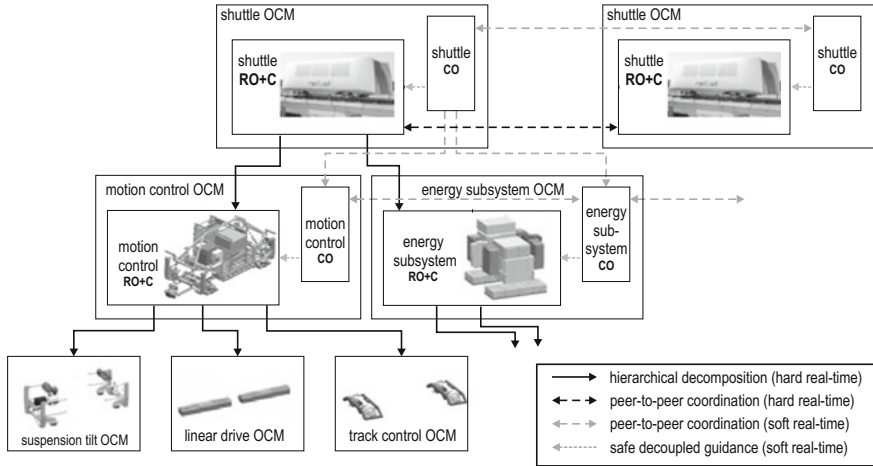 shuttle OCM
shuttle
RO+C
shuttle
CO
shuttle OCM
shuttle
RO+C
shuttle
CO
motion control OCM
motion
control
RO+C
motion
control
CO
energy subsystem OCM
energy
subsystem
RO+C
energy
sub-
system
CO
suspension tilt OCM
linear drive OCM
track control OCM
hierarchical decomposition (hard real-time)
peer-to-peer coordination (hard real-time)
peer-to-peer coordination (soft real-time)
safe decoupled guidance (soft real-time)